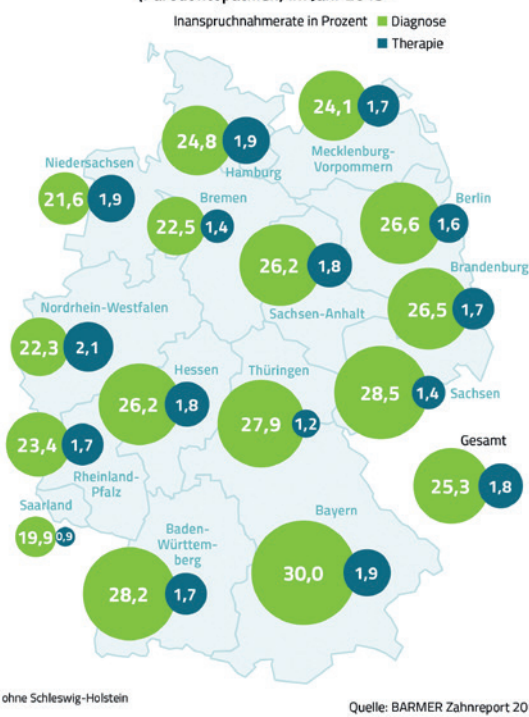 Inanspruchnahmerate in Prozent Diagnose
Therapie
24,1 1,7
Mecklenburg-
Vorpommern
24,8 1,9
Hamburg
Niedersachsen
21,6 1,9
Bremen
22,5 1,4
Berlin
26,6 1,6
26,2 1,8
Sachsen-Anhalt
Brandenburg
26,5 1,7
Nordrhein-Westfalen
22,3 2,1
Hessen
26,2 1,8
Thüringen
27,9 1,2
28,5 1,4 Sachsen
23,4 1,7
Rheinland-
Pfalz
Gesamt
25,3 1,8
Saarland
19,9 0,9
Baden-
Württem-
berg
28,2 1,7
Bayern
30,0 1,9
ohne Schleswig-Holstein
Quelle: BARMER Zahnreport 20